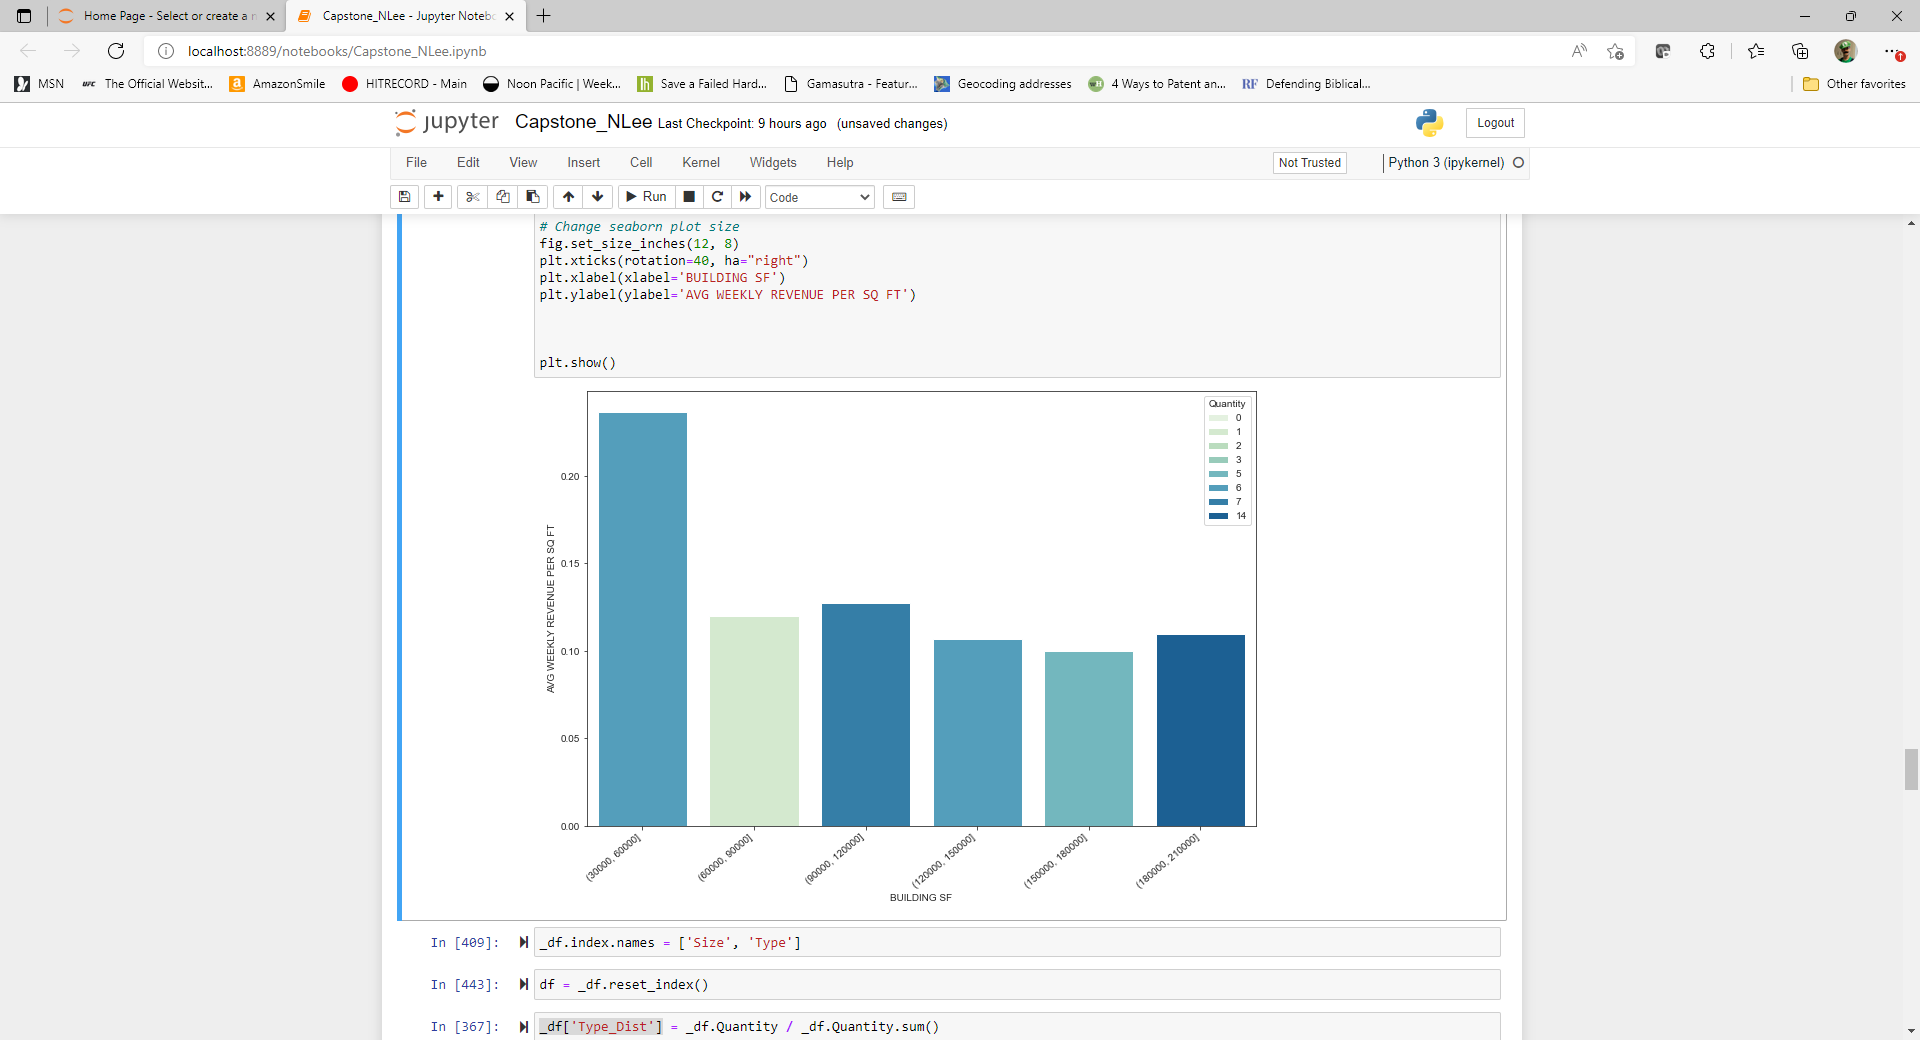 Home Page - Select or create a n
Capstone_NLee - Jupyter Notebo
localhost:8889/notebooks/Capstone_NLee.ipynb
MSN
UFC The Official Websit...
AmazonSmile
HITRECORD - Main
Noon Pacific | Week...
lh Save a Failed Hard...
Gamasutra - Featur...
Geocoding addresses
wH 4 Ways to Patent an...
RF Defending Biblical...
Other favorites
jupyter Capstone_NLee Last Checkpoint: 9 hours ago (unsaved changes)
Logout
File Edit View Insert Cell Kernel Widgets Help
Not Trusted
Python 3 (ipykernel)
Run
Code
# Change seaborn plot size
fig.set_size_inches(12, 8)
plt.xticks(rotation=40, ha="right")
plt.xlabel(xlabel='BUILDING SF')
plt.ylabel(ylabel='AVG WEEKLY REVENUE PER SQ FT')
plt.show()
Quantity
0
1
2
3
5
6
7
14
0.20
0.15
0.10
0.05
0.00
AVG WEEKLY REVENUE PER SQ FT
(30000, 60000]
(60000, 90000]
(90000, 120000]
(120000, 150000]
(150000, 180000]
(180000, 210000]
BUILDING SF
In [409]: _df.index.names = ['Size', 'Type']
In [443]: df = _df.reset_index()
In [367]: _df['Type_Dist'] = _df.Quantity / _df.Quantity.sum()